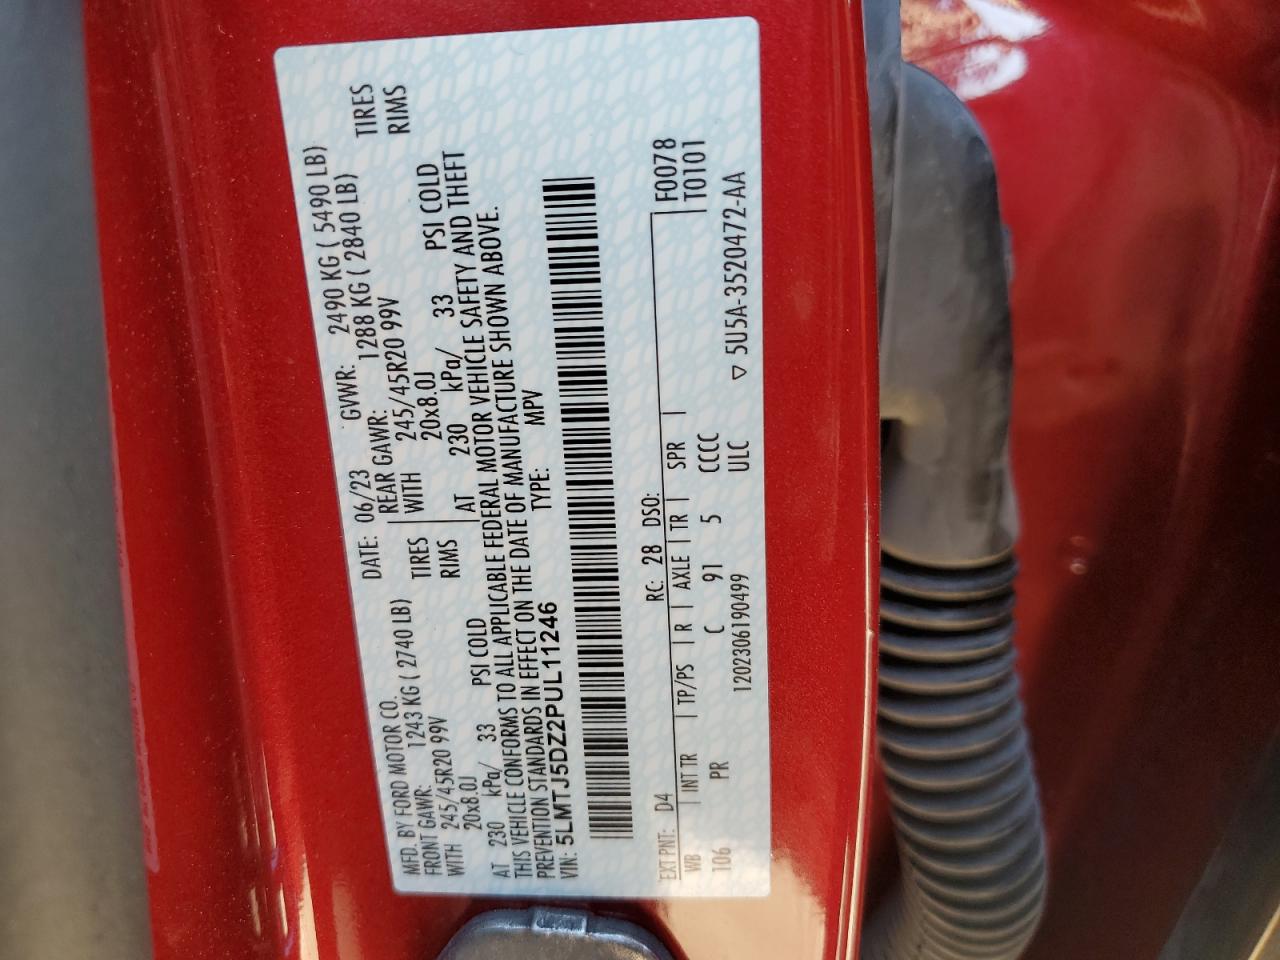 MFD. BY FORD MOTOR CO. DATE: 06/23 GVWR: 2490 KG ( 5490 LB)
FRONT GAWR: 1243 KG ( 2740 LB) REAR GAWR: 1288 KG ( 2840 LB)
WITH 245/45R20 99V TIRES WITH 245/45R20 99V TIRES
20x8.0J RIMS 20x8.0J RIMS
AT 230 kPa/ 33 PSI COLD AT 230 kPa/ 33 PSI COLD
THIS VEHICLE CONFORMS TO ALL APPLICABLE FEDERAL MOTOR VEHICLE SAFETY AND THEFT
PREVENTION STANDARDS IN EFFECT ON THE DATE OF MANUFACTURE SHOWN ABOVE.
VIN: 5LMTJ5DZ2PUL11246 TYPE: MPV
EXT PNT: D4 RC: 28 DSO: F0078
WB INT TR TP/PS R AXLE TR SPR T0101
106 PR C 91 5 CCCC
120230619 0499 ULC ▽ 5U5A-3520472-AA